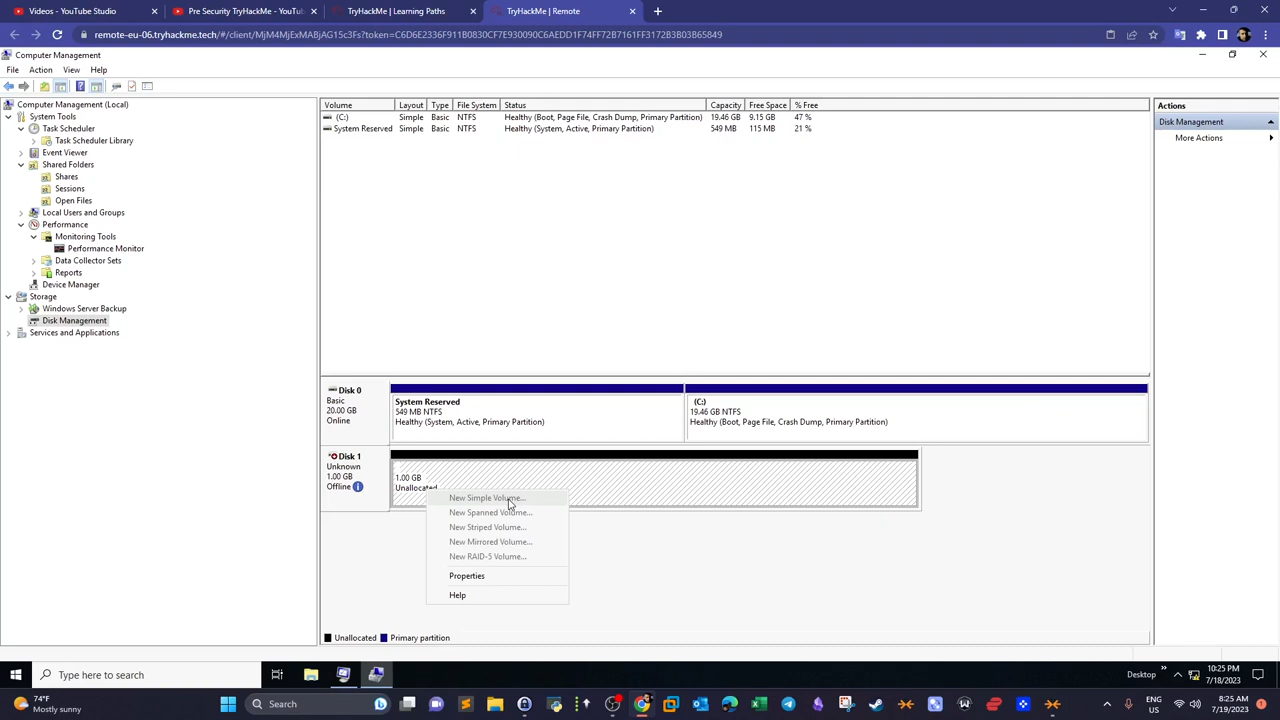 Videos - YouTube Studio
Pre Security TryHackMe - YouTub
TryHackMe | Learning Paths
TryHackMe | Remote
remote-eu-06.tryhackme.tech/#/client/MjM4MjExMABjAG15c3Fs?token=C6D6E2336F911B0830CF7E930090C6AEDD1F74FF72B7161FF3172B3B03B65849
Computer Management
File Action View Help
Computer Management (Local)
System Tools
Task Scheduler
Task Scheduler Library
Event Viewer
Shared Folders
Shares
Sessions
Open Files
Local Users and Groups
Performance
Monitoring Tools
Performance Monitor
Data Collector Sets
Reports
Device Manager
Storage
Windows Server Backup
Disk Management
Services and Applications
Volume Layout Type File System Status Capacity Free Space % Free
(C:) Simple Basic NTFS Healthy (Boot, Page File, Crash Dump, Primary Partition) 19.46 GB 9.15 GB 47 %
System Reserved Simple Basic NTFS Healthy (System, Active, Primary Partition) 549 MB 115 MB 21 %
Actions
Disk Management
More Actions
Disk 0
Basic
20.00 GB
Online
System Reserved
549 MB NTFS
Healthy (System, Active, Primary Partition)
(C:)
19.46 GB NTFS
Healthy (Boot, Page File, Crash Dump, Primary Partition)
Disk 1
Unknown
1.00 GB
Offline
1.00 GB
Unallocated
New Simple Volume...
New Spanned Volume...
New Striped Volume...
New Mirrored Volume...
New RAID-5 Volume...
Properties
Help
Unallocated Primary partition
Type here to search
Desktop
10:25 PM
7/18/2023
74°F
Mostly sunny
Search
ENG
US
8:25 AM
7/19/2023